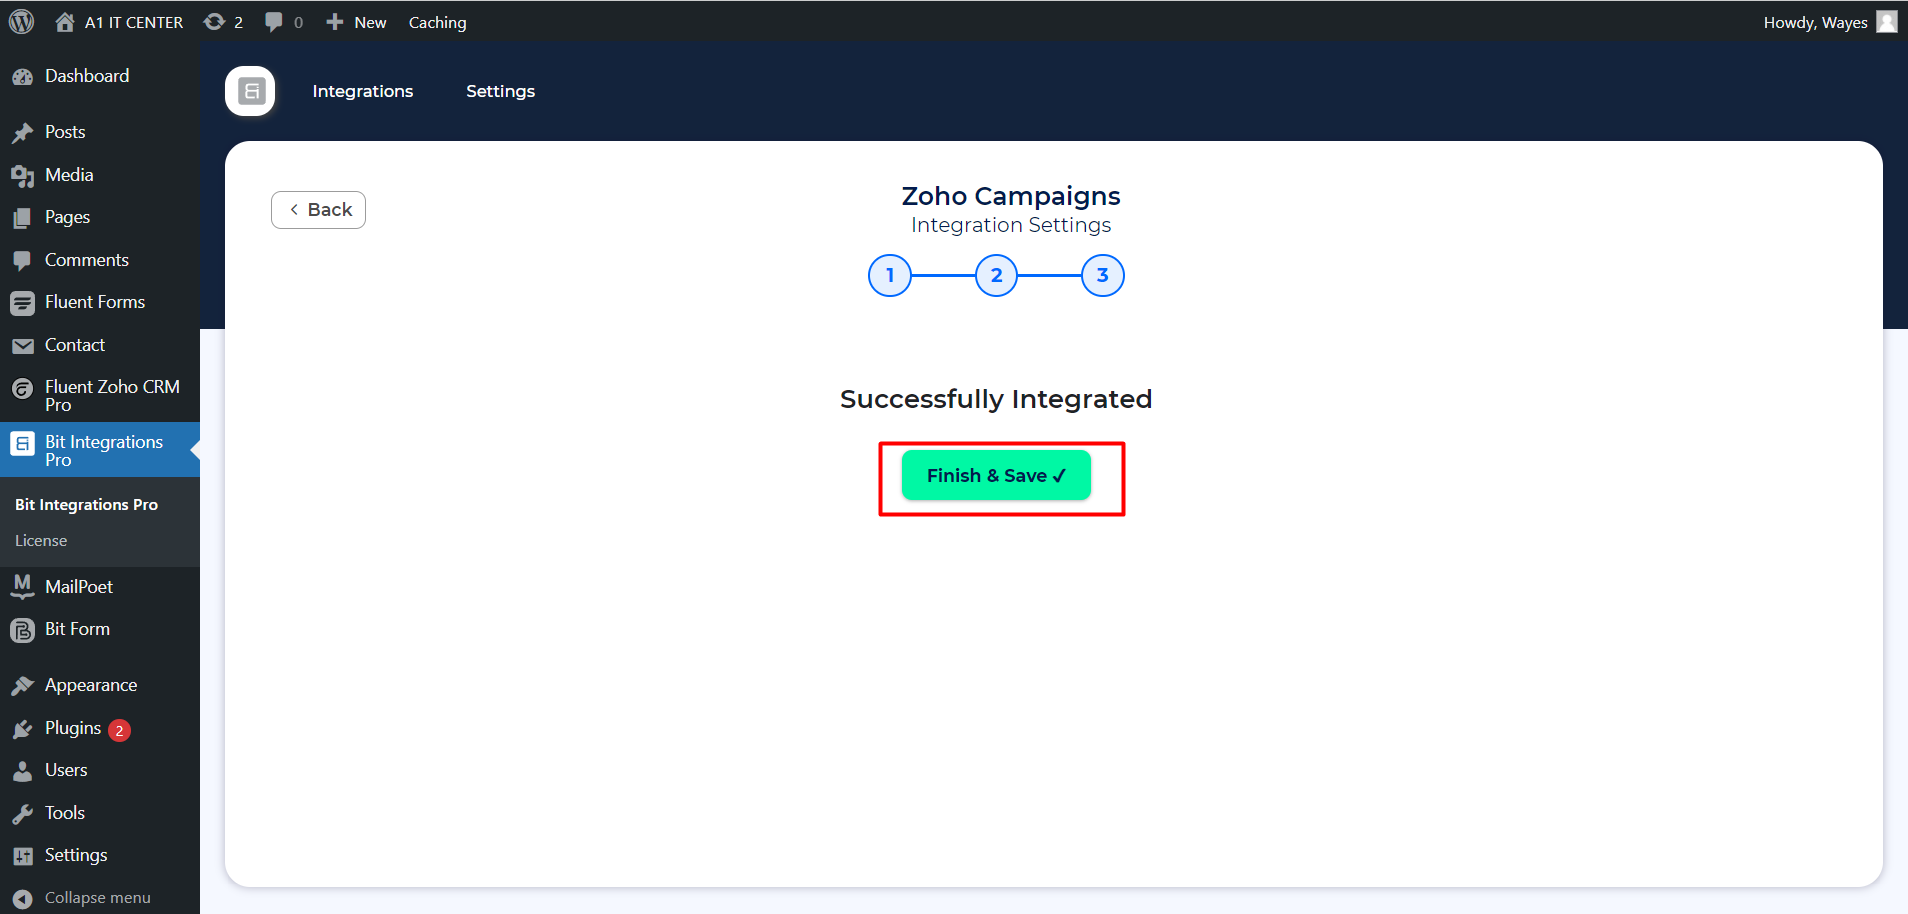 A1 IT CENTER
2
0
New
Caching
Howdy, Wayes
Dashboard
Posts
Media
Pages
Comments
Fluent Forms
Contact
Fluent Zoho CRM
Pro
Bit Integrations
Pro
Bit Integrations Pro
License
MailPoet
Bit Form
Appearance
Plugins 2
Users
Tools
Settings
Collapse menu
Integrations
Settings
Back
Zoho Campaigns
Integration Settings
1
2
3
Successfully Integrated
Finish & Save ✓